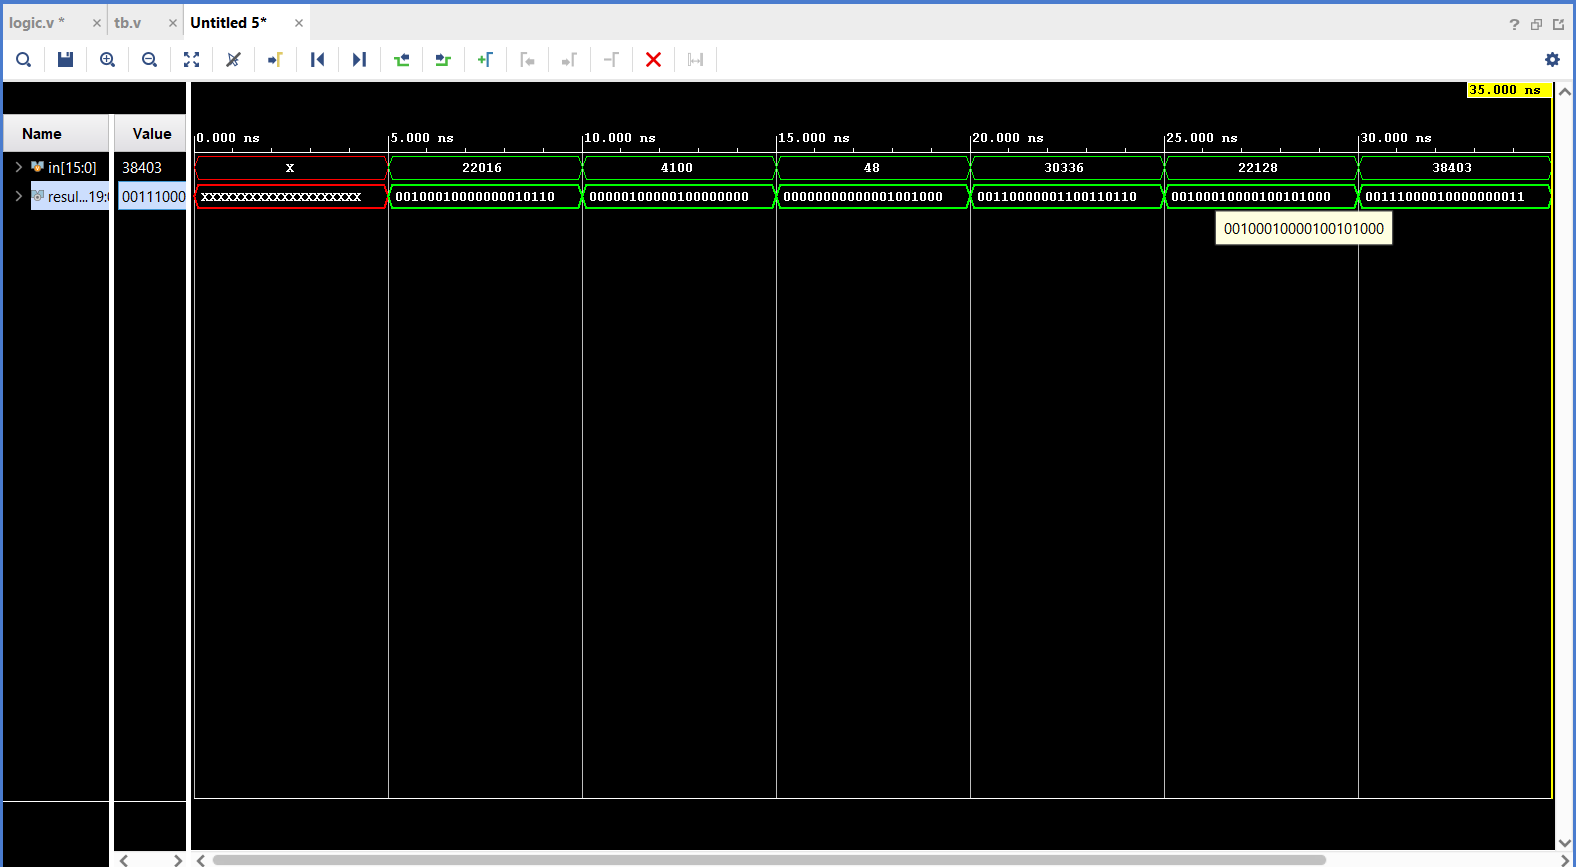 logic.v * × tb.v × Untitled 5* ×
?
35.000 ns
Name Value
0.000 ns 5.000 ns 10.000 ns 15.000 ns 20.000 ns 25.000 ns 30.000 ns
in[15:0] 38403 X 22016 4100 48 30336 22128 38403
resul...19:0 00111000 XXXXXXXXXXXXXXXXXXXX 00100010000000010110 00000100000100000000 00000000000001001000 00110000001100110110 00100010000100101000 00111000010000000011
00100010000100101000